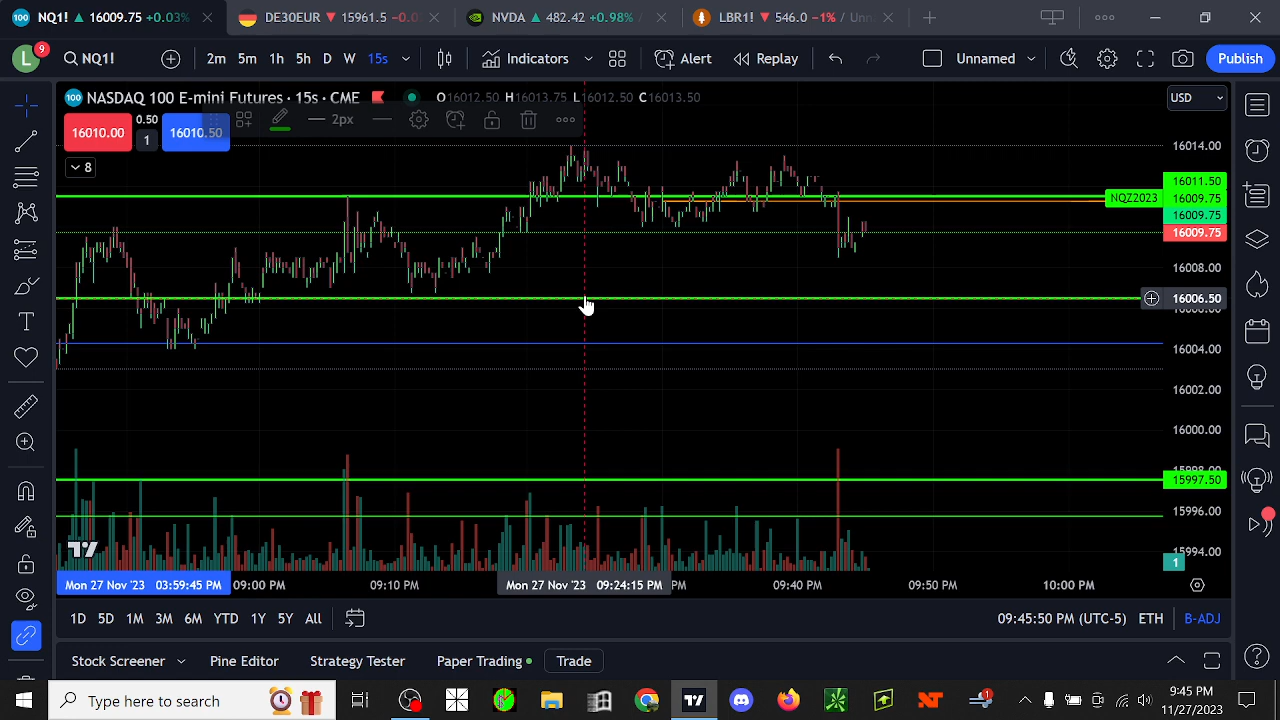 100 NQ1! ▲ 16009.75 +0.03%
DE30EUR ▼ 15961.5 −0.0
NVDA ▲ 482.42 +0.98% /
LBR1! ▼ 546.0 −1% / Unn
L 9
NQ1!
2m 5m 1h 5h D W 15s
Indicators
Alert
Replay
Unnamed
Publish
100 NASDAQ 100 E-mini Futures · 15s · CME
O16012.50 H16013.75 L16012.50 C16013.50
USD
2px
16010.00 0.50 1 16010.50
8
16014.00
16011.50
NQZ2023 16009.75
16009.75
16009.75
16008.00
16006.50
16004.00
16002.00
16000.00
15997.50
15996.00
15994.00
1
Mon 27 Nov '23 03:59:45 PM
09:00 PM
09:10 PM
Mon 27 Nov '23 09:24:15 PM
PM
09:40 PM
09:50 PM
10:00 PM
1D 5D 1M 3M 6M YTD 1Y 5Y All
09:45:50 PM (UTC-5) ETH B-ADJ
Stock Screener
Pine Editor
Strategy Tester
Paper Trading
Trade
Type here to search
1
9:45 PM
11/27/2023